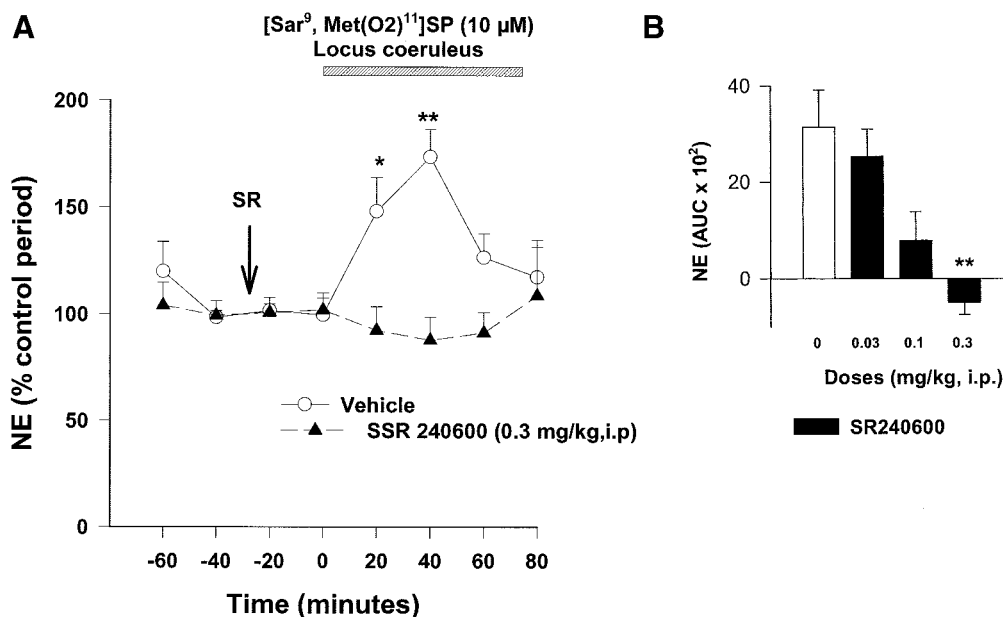 A
[Sar⁹, Met(O2)¹¹]SP (10 µM)
Locus coeruleus
200
150
100
50
0
NE (% control period)
**
*
SR
Vehicle
SSR 240600 (0.3 mg/kg,i.p)
-60 -40 -20 0 20 40 60 80
Time (minutes)
B
40
20
0
NE (AUC x 10²)
**
0 0.03 0.1 0.3
Doses (mg/kg, i.p.)
SR240600